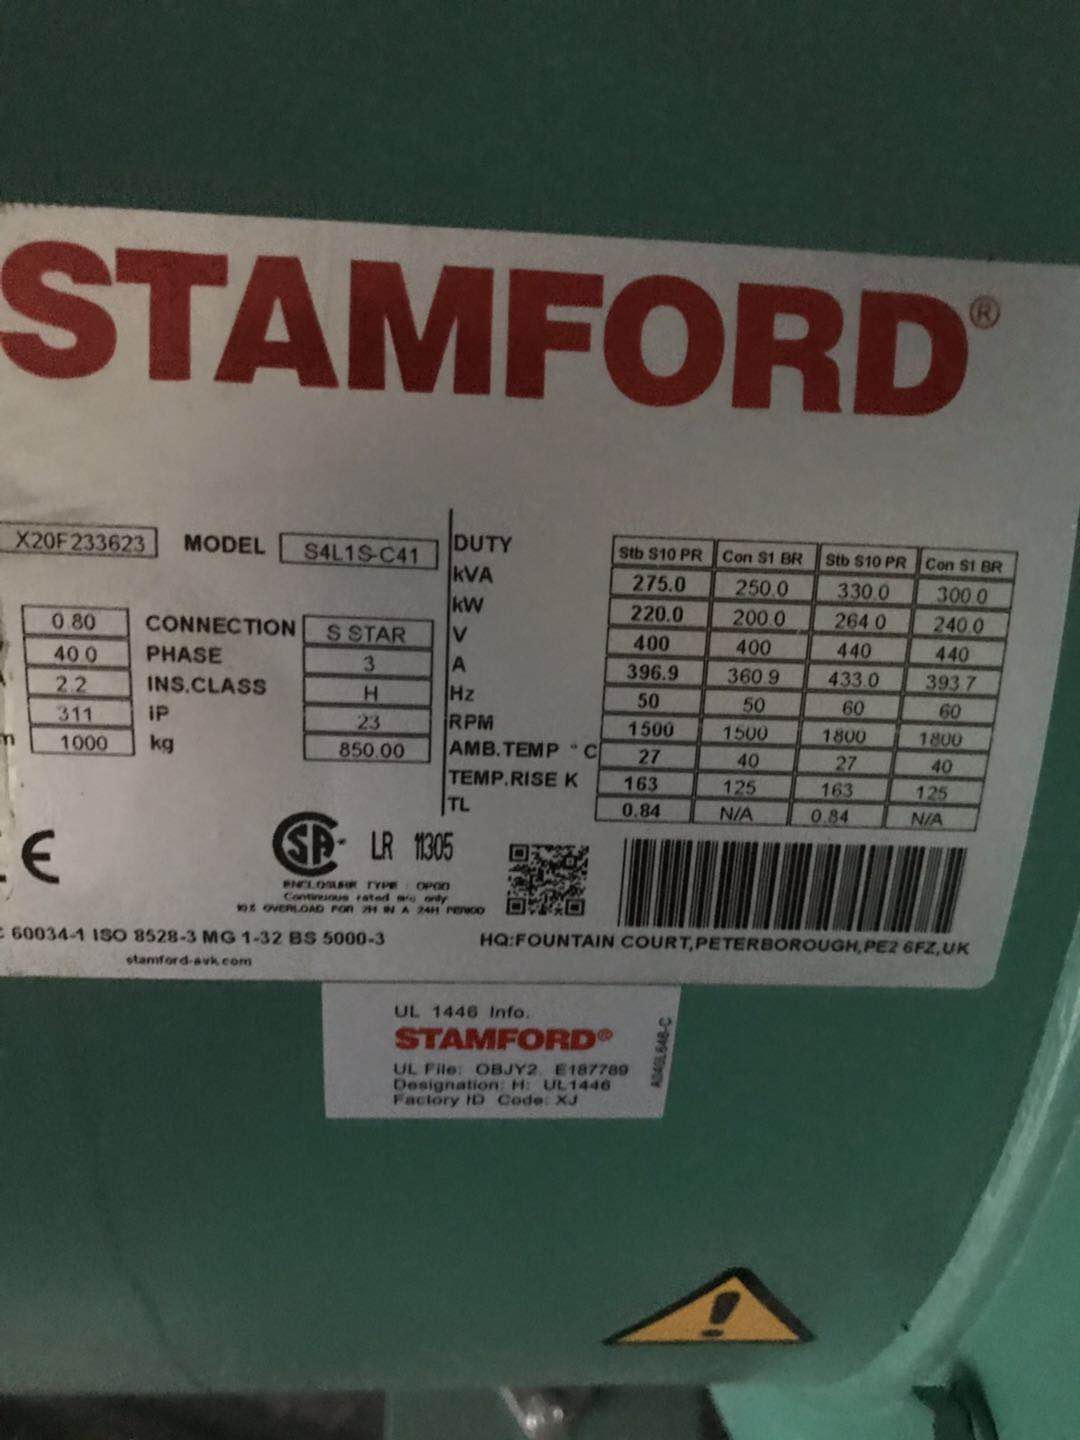 STAMFORD®
X20F233623 MODEL S4L1S-C41
0.80 CONNECTION S STAR
40.0 PHASE 3
2.2 INS.CLASS H
311 IP 23
1000 kg 850.00
DUTY Stb S10 PR Con S1 BR Stb S10 PR Con S1 BR
kVA 275.0 250.0 330.0 300.0
kW 220.0 200.0 264.0 240.0
V 400 400 440 440
A 396.9 360.9 433.0 393.7
Hz 50 50 60 60
RPM 1500 1500 1800 1800
AMB.TEMP °C 27 40 27 40
TEMP.RISE K 163 125 163 125
TL 0.84 N/A 0.84 N/A
CE
SA LR 11305
ENCLOSURE TYPE : OPGD
Continuous rated mrg only
10% OVERLOAD FOR 2H IN A 24H PERIOD
60034-1 ISO 8528-3 MG 1-32 BS 5000-3
HQ:FOUNTAIN COURT,PETERBOROUGH,PE2 6FZ,UK
stamford-avk.com
UL 1446 Info.
STAMFORD®
UL File: OBJY2. E187789
Designation: H: UL1446
Factory ID Code: XJ
A040L648-C